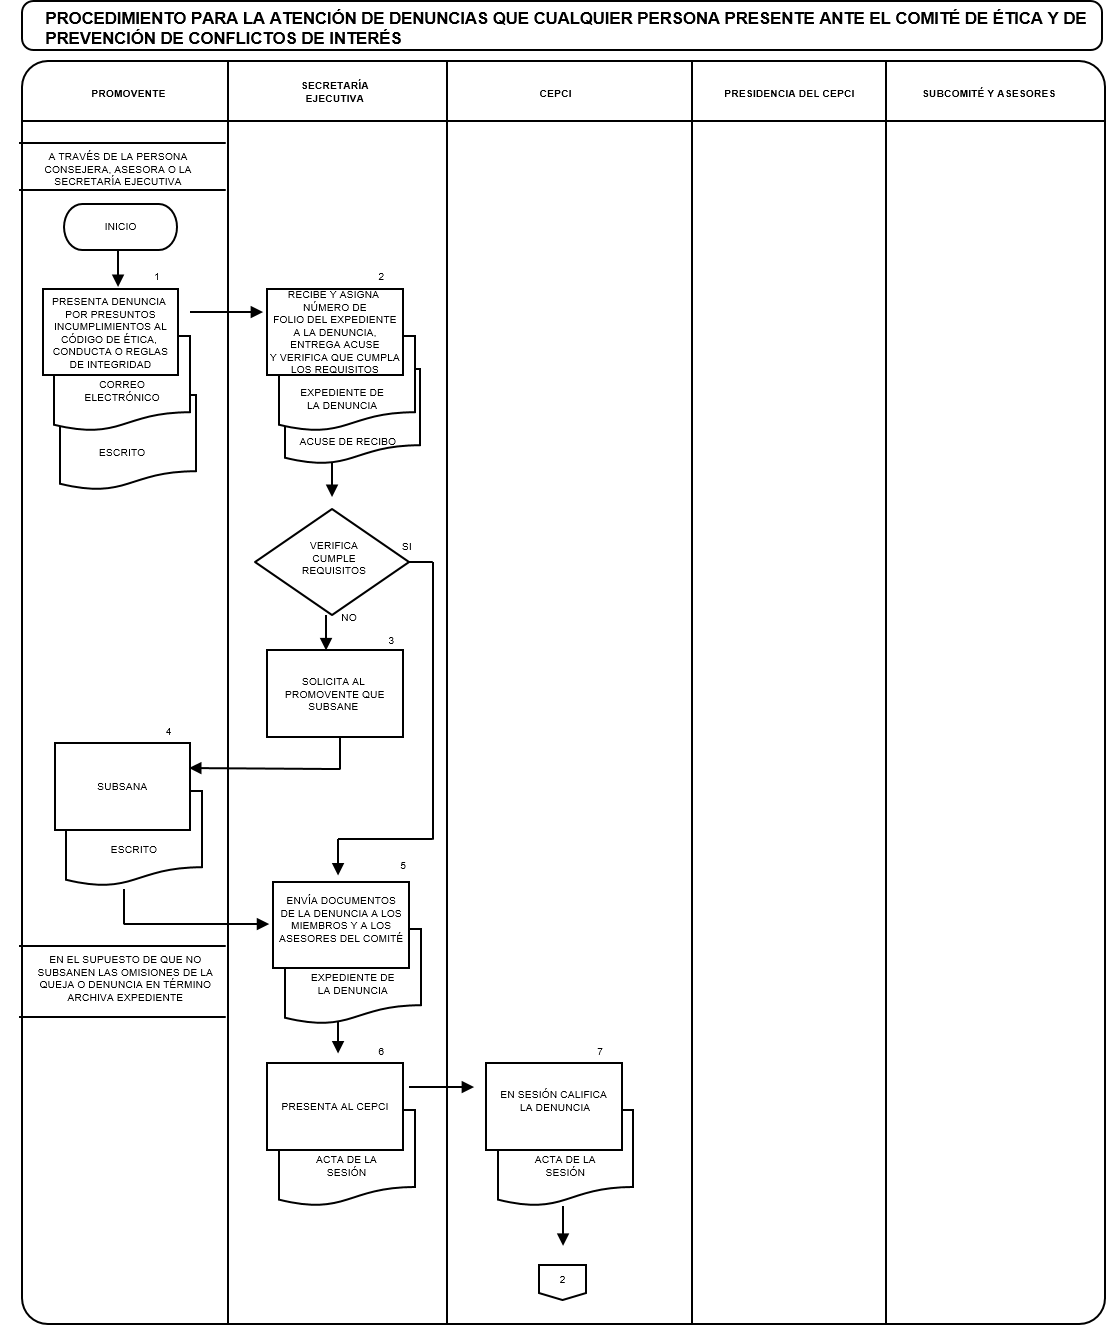 PROCEDIMIENTO PARA LA ATENCIÓN DE DENUNCIAS QUE CUALQUIER PERSONA PRESENTE ANTE EL COMITÉ DE ÉTICA Y DE
PREVENCIÓN DE CONFLICTOS DE INTERÉS
PROMOVENTE
SECRETARÍA
EJECUTIVA
CEPCI
PRESIDENCIA DEL CEPCI
SUBCOMITÉ Y ASESORES
A TRAVÉS DE LA PERSONA
CONSEJERA, ASESORA O LA
SECRETARÍA EJECUTIVA
INICIO
1
PRESENTA DENUNCIA
POR PRESUNTOS
INCUMPLIMIENTOS AL
CÓDIGO DE ÉTICA,
CONDUCTA O REGLAS
DE INTEGRIDAD
CORREO
ELECTRÓNICO
ESCRITO
2
RECIBE Y ASIGNA
NÚMERO DE
FOLIO DEL EXPEDIENTE
A LA DENUNCIA,
ENTREGA ACUSE
Y VERIFICA QUE CUMPLA
LOS REQUISITOS
EXPEDIENTE DE
LA DENUNCIA
ACUSE DE RECIBO
VERIFICA
CUMPLE
REQUISITOS
SI
NO
3
SOLICITA AL
PROMOVENTE QUE
SUBSANE
4
SUBSANA
ESCRITO
5
ENVÍA DOCUMENTOS
DE LA DENUNCIA A LOS
MIEMBROS Y A LOS
ASESORES DEL COMITÉ
EXPEDIENTE DE
LA DENUNCIA
EN EL SUPUESTO DE QUE NO
SUBSANEN LAS OMISIONES DE LA
QUEJA O DENUNCIA EN TÉRMINO
ARCHIVA EXPEDIENTE
6
PRESENTA AL CEPCI
ACTA DE LA
SESIÓN
7
EN SESIÓN CALIFICA
LA DENUNCIA
ACTA DE LA
SESIÓN
2